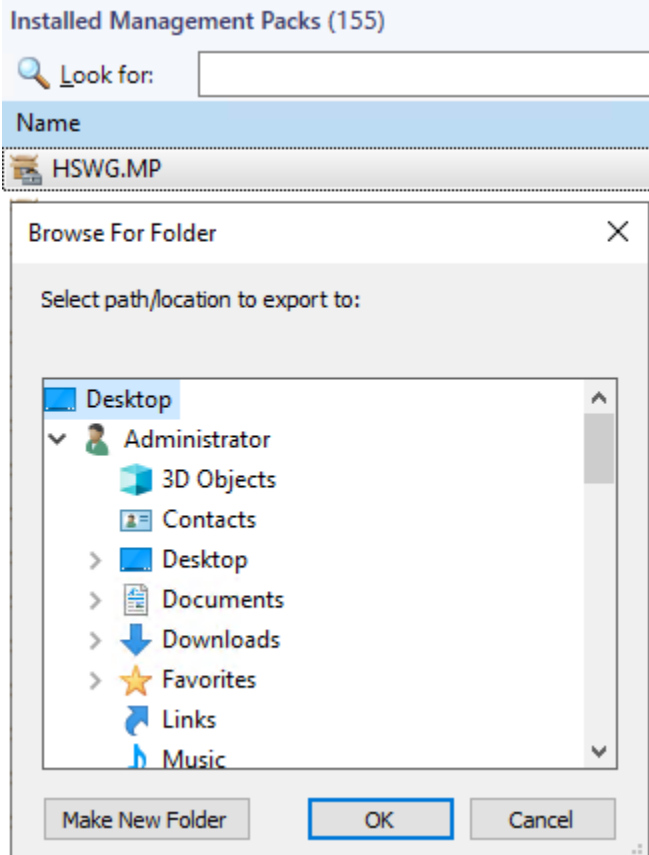 Installed Management Packs (155)
Look for:
Name
HSWG.MP
Browse For Folder
Select path/location to export to:
Desktop
Administrator
3D Objects
Contacts
Desktop
Documents
Downloads
Favorites
Links
Music
Make New Folder OK Cancel